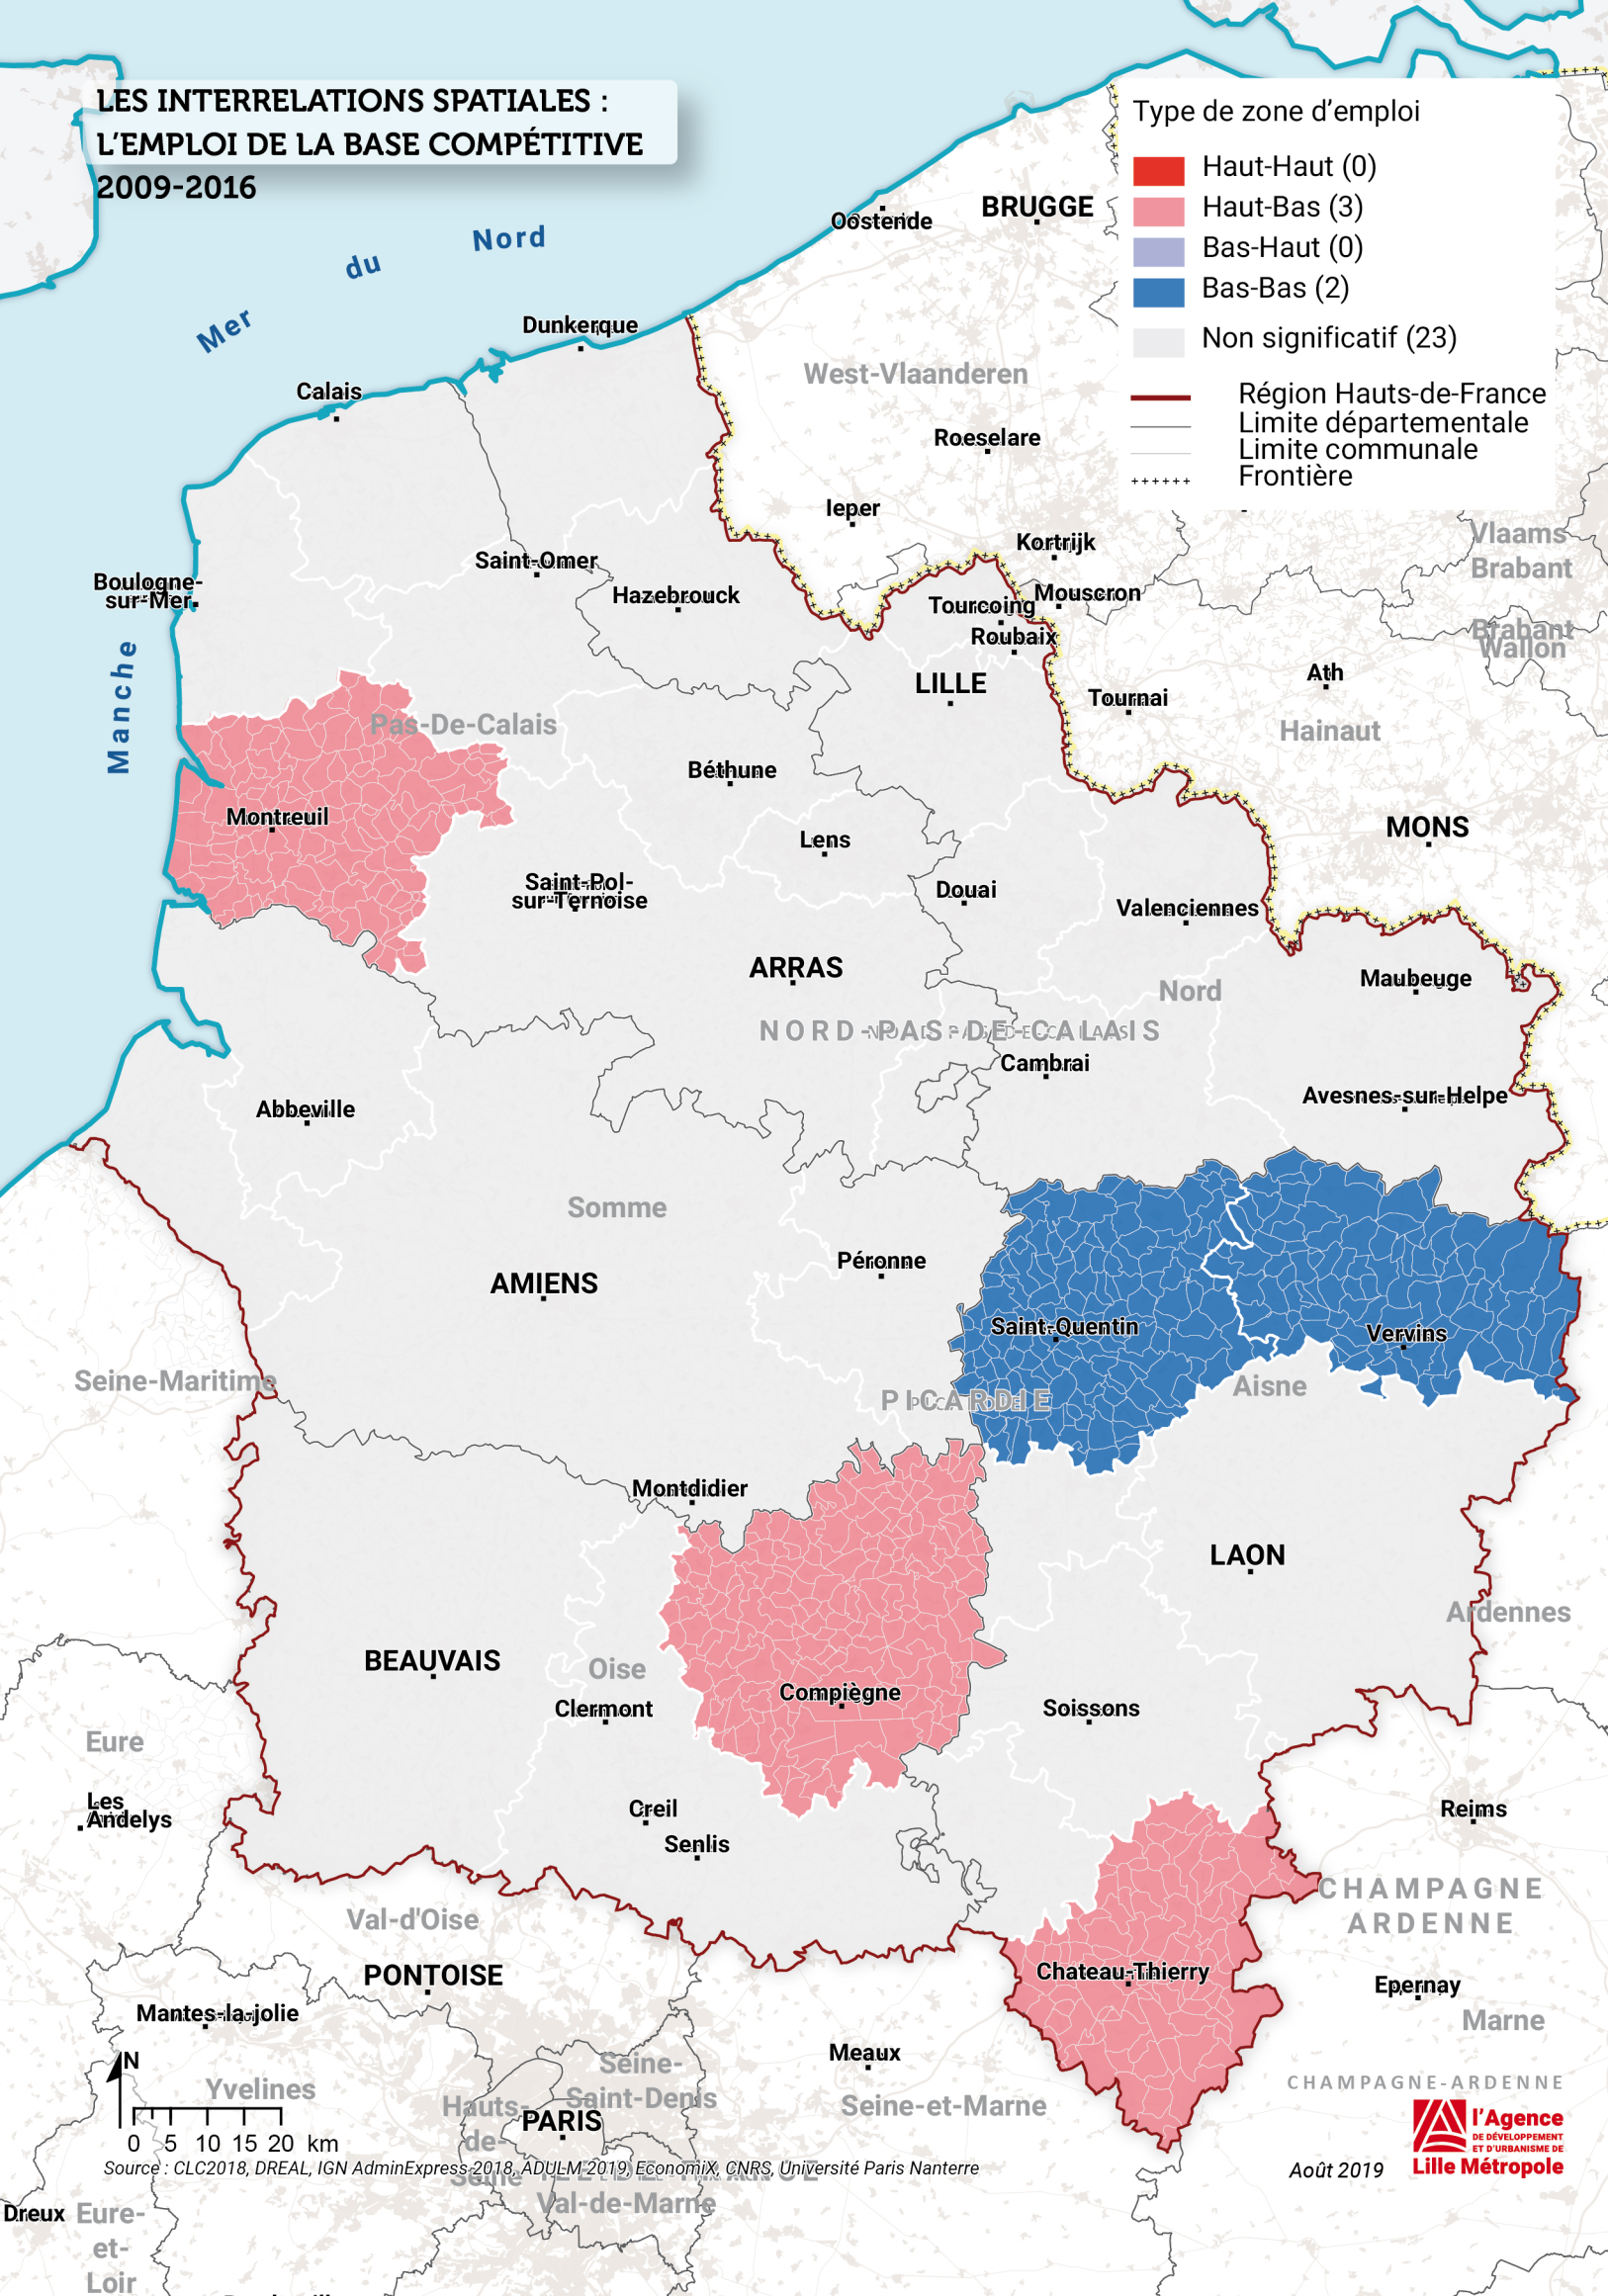 LES INTERRELATIONS SPATIALES :
L'EMPLOI DE LA BASE COMPÉTITIVE
2009-2016
Type de zone d'emploi
Haut-Haut (0)
Haut-Bas (3)
Bas-Haut (0)
Bas-Bas (2)
Non significatif (23)
Région Hauts-de-France
Limite départementale
Limite communale
Frontière
Mer du Nord
Manche
Oostende
BRUGGE
Dunkerque
Calais
West-Vlaanderen
Roeselare
Ieper
Kortrijk
Vlaams
Brabant
Saint-Omer
Boulogne-
sur-Mer
Hazebrouck
Tourcoing
Mouscron
Roubaix
Brabant
Wallon
LILLE
Ath
Tournai
Pas-De-Calais
Hainaut
Béthune
Montreuil
Lens
MONS
Saint-Pol-
sur-Ternoise
Douai
Valenciennes
ARRAS
Maubeuge
Nord
NORD-PAS-DE-CALAIS
Cambrai
Avesnes-sur-Helpe
Abbeville
Somme
Péronne
AMIENS
Saint-Quentin
Vervins
Seine-Maritime
Aisne
PICARDIE
Montdidier
LAON
Ardennes
BEAUVAIS
Oise
Compiègne
Clermont
Soissons
Eure
Les
Andelys
Creil
Senlis
Reims
CHAMPAGNE
ARDENNE
Val-d'Oise
PONTOISE
Chateau-Thierry
Epernay
Mantes-la-jolie
Marne
Meaux
N
Seine-
Saint-Denis
Yvelines
Hauts-
de-
Seine
PARIS
Seine-et-Marne
CHAMPAGNE-ARDENNE
0 5 10 15 20 km
Source : CLC2018, DREAL, IGN AdminExpress 2018, ADULM 2019, EconomiX, CNRS, Université Paris Nanterre
Août 2019
l'Agence
DE DÉVELOPPEMENT
ET D'URBANISME DE
Lille Métropole
Val-de-Marne
Dreux
Eure-
et-
Loir